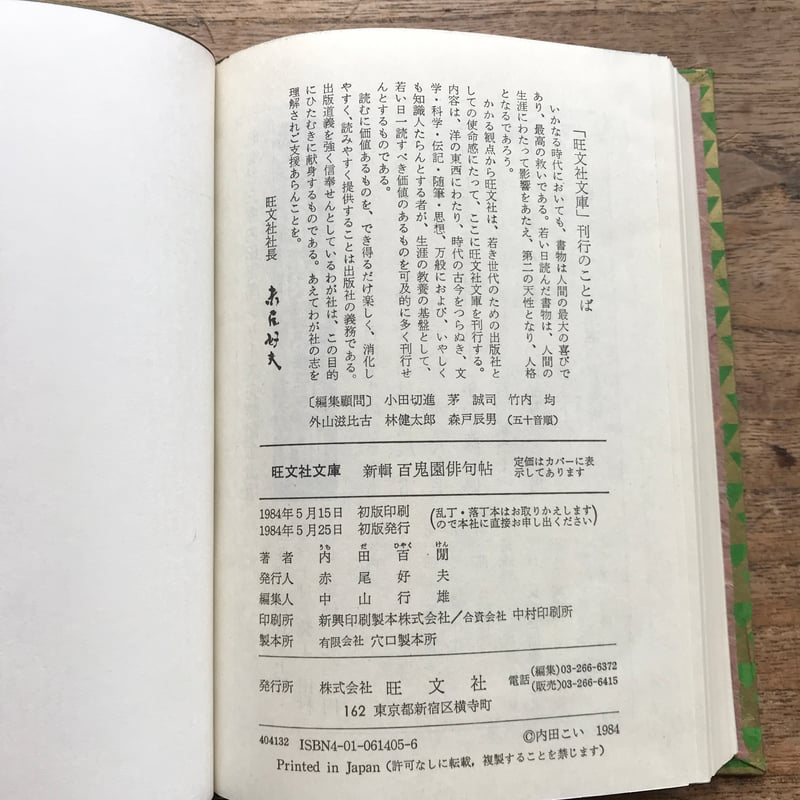 「旺文社文庫」刊行のことば
いかなる時代においても、書物は人間の最大の喜びで
あり、最高の救いである。若い日読んだ書物は、人間の
生涯にわたって影響をあたえ、第二の天性となり、人格
となるであろう。
かかる観点から旺文社は、若き世代のための出版社と
しての使命感にたって、ここに旺文社文庫を刊行する。
内容は、洋の東西にわたり、時代の古今をつらぬき、文
学・科学・伝記・随筆・思想、万般におよび、いやしく
も知識人たらんとする者が、生涯の教養の基盤として、
若い日一読すべき価値のあるものを可及的に多く刊行せ
んとするものである。
読むに価値あるものを、でき得るだけ楽しく、消化し
やすく、読みやすく提供することは出版社の義務である。
出版道義を強く信奉せんとしているわが社は、この目的
にひたむきに献身するものである。あえてわが社の志を
理解されご支援あらんことを。
旺文社社長
赤尾好夫
〔編集顧問〕 小田切進 茅 誠司 竹内 均
外山滋比古 林健太郎 森戸辰男 (五十音順)
旺文社文庫 新輯 百鬼園俳句帖 定価はカバーに表
示してあります
1984年5月15日 初版印刷 (乱丁・落丁本はお取りかえします
1984年5月25日 初版発行 ので本社に直接お申し出ください)
うち だ ひやく けん
著者 内田百閒
発行人 赤尾好夫
編集人 中山行雄
印刷所 新興印刷製本株式会社/合資会社 中村印刷所
製本所 有限会社 穴口製本所
発行所 株式会社 旺文社 電話 (編集)03-266-6372
(販売)03-266-6415
162 東京都新宿区横寺町
©内田こい 1984
404132 ISBN4-01-061405-6
Printed in Japan (許可なしに転載,複製することを禁じます)